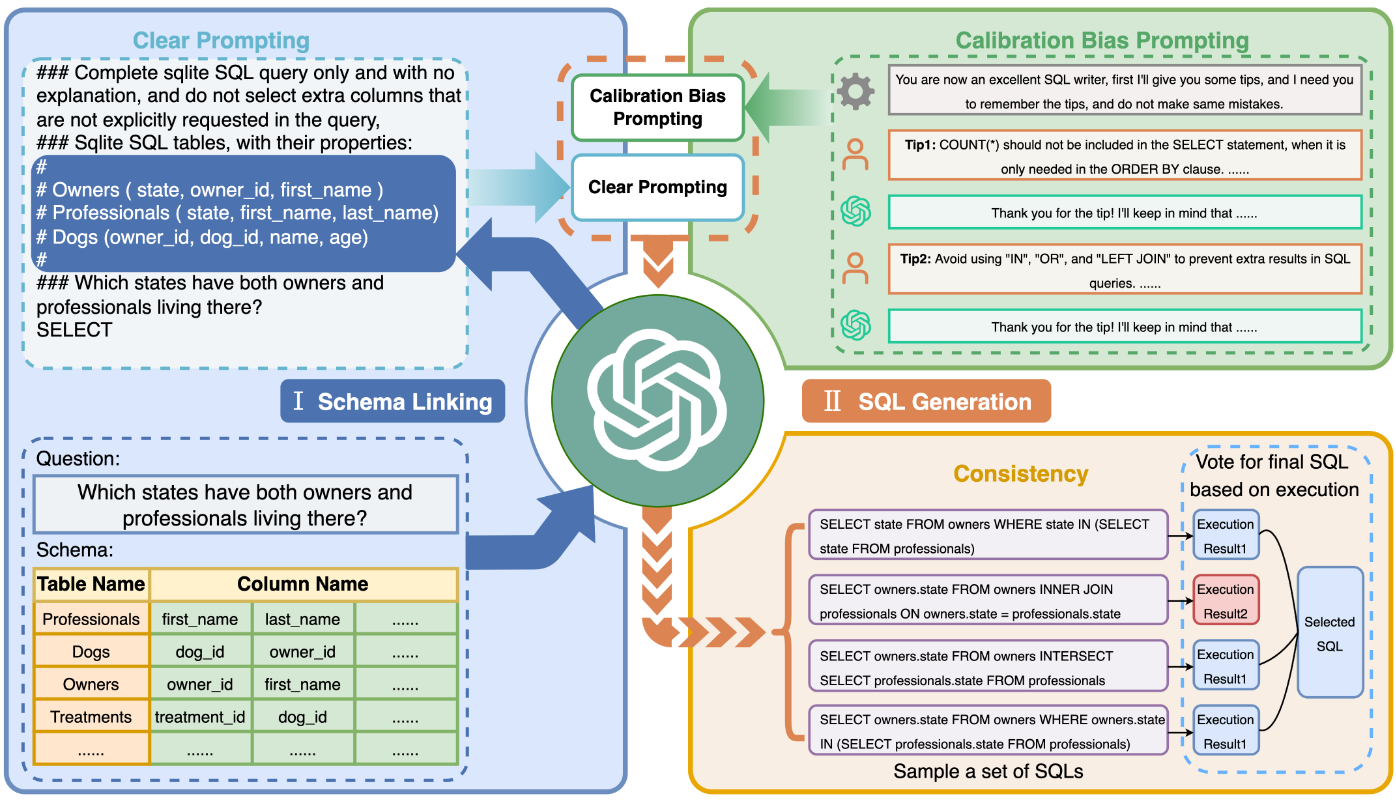 Clear Prompting
### Complete sqlite SQL query only and with no
explanation, and do not select extra columns that
are not explicitly requested in the query,
### Sqlite SQL tables, with their properties:
#
# Owners ( state, owner_id, first_name )
# Professionals ( state, first_name, last_name)
# Dogs (owner_id, dog_id, name, age)
#
### Which states have both owners and
professionals living there?
SELECT
Calibration Bias
Prompting
Clear Prompting
Calibration Bias Prompting
You are now an excellent SQL writer, first I'll give you some tips, and I need you
to remember the tips, and do not make same mistakes.
Tip1: COUNT(*) should not be included in the SELECT statement, when it is
only needed in the ORDER BY clause. ......
Thank you for the tip! I'll keep in mind that ......
Tip2: Avoid using "IN", "OR", and "LEFT JOIN" to prevent extra results in SQL
queries. ......
Thank you for the tip! I'll keep in mind that ......
I Schema Linking
II SQL Generation
Question:
Which states have both owners and
professionals living there?
Schema:
Table Name Column Name
Professionals first_name last_name ......
Dogs dog_id owner_id ......
Owners owner_id first_name ......
Treatments treatment_id dog_id ......
...... ...... ...... ......
Consistency
Vote for final SQL
based on execution
SELECT state FROM owners WHERE state IN (SELECT
state FROM professionals)
Execution
Result1
SELECT owners.state FROM owners INNER JOIN
professionals ON owners.state = professionals.state
Execution
Result2
SELECT owners.state FROM owners INTERSECT
SELECT professionals.state FROM professionals
Execution
Result1
SELECT owners.state FROM owners WHERE owners.state
IN (SELECT professionals.state FROM professionals)
Execution
Result1
Selected
SQL
Sample a set of SQLs